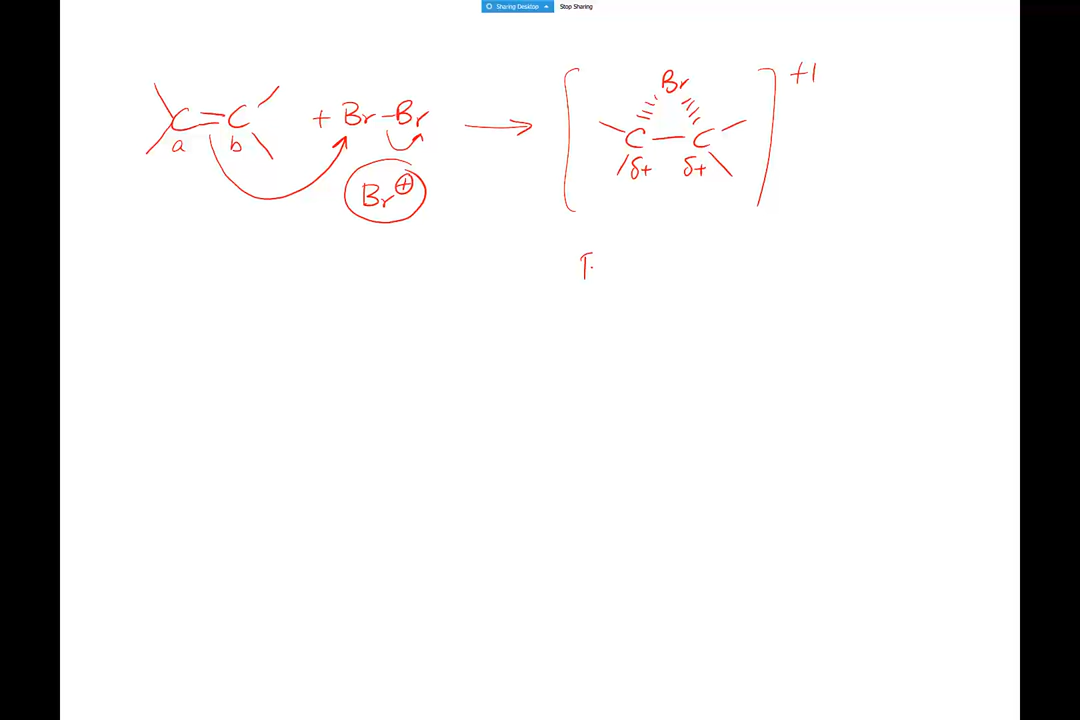 Sharing Desktop Stop Sharing
C=C + Br-Br → [Br C-C]+1
a b
δ+ δ+
Br⊕